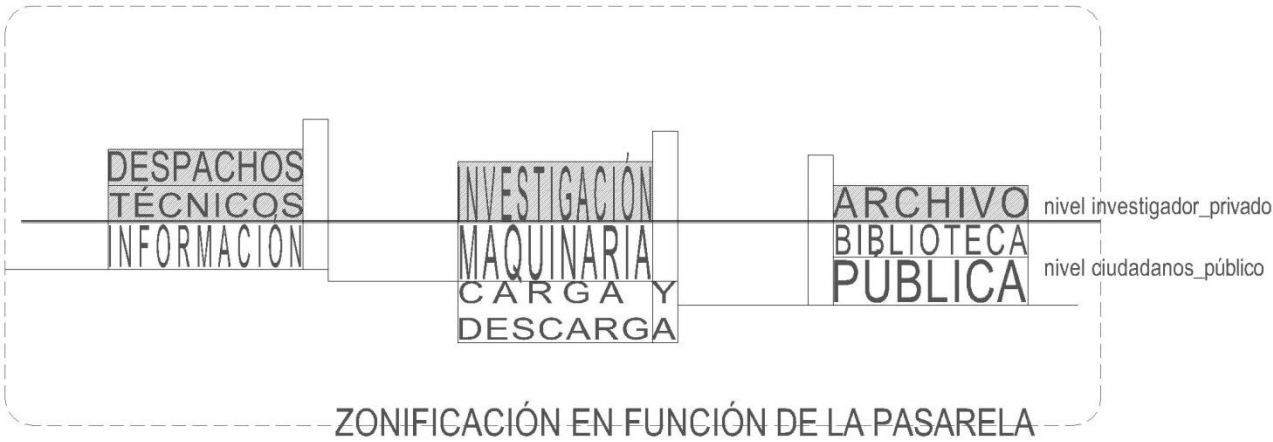 DESPACHOS
TÉCNICOS
INFORMACIÓN
INVESTIGACIÓN
MAQUINARIA
CARGA Y
DESCARGA
ARCHIVO
BIBLIOTECA
PÚBLICA
nivel investigador_privado
nivel ciudadanos_público
ZONIFICACIÓN EN FUNCIÓN DE LA PASARELA